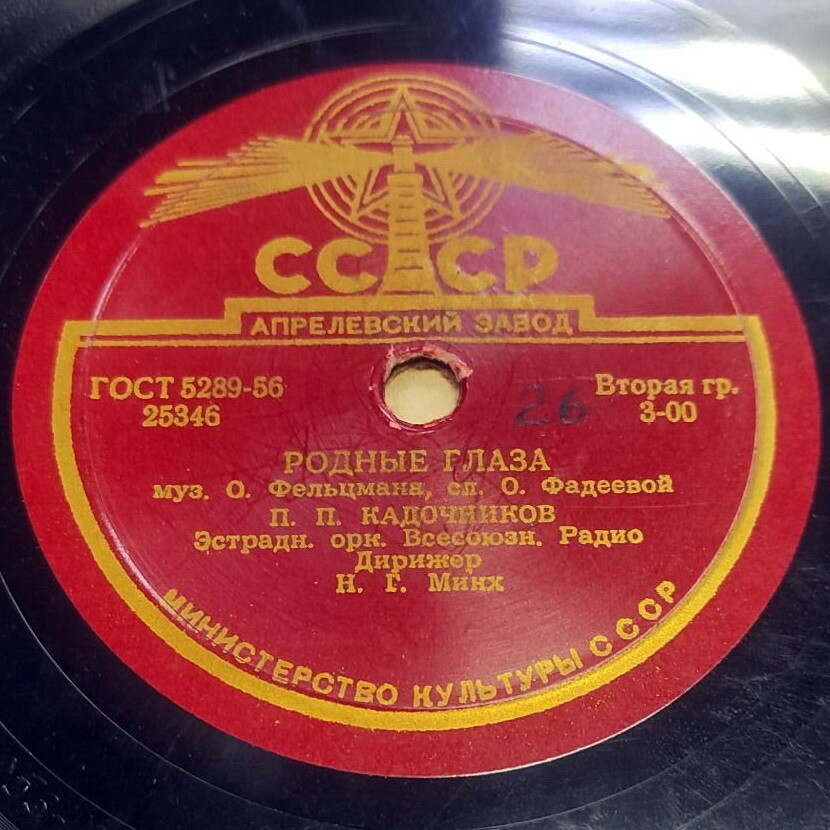 СССР
АПРЕЛЕВСКИЙ ЗАВОД
ГОСТ 5289-56
25346
26
Вторая гр.
3-00
РОДНЫЕ ГЛАЗА
муз. О. Фельцмана, сл. О. Фадеевой
П. П. КАДОЧНИКОВ
Эстрадн. орк. Всесоюзн. Радио
Дирижер
Н. Г. Минх
МИНИСТЕРСТВО КУЛЬТУРЫ СССР